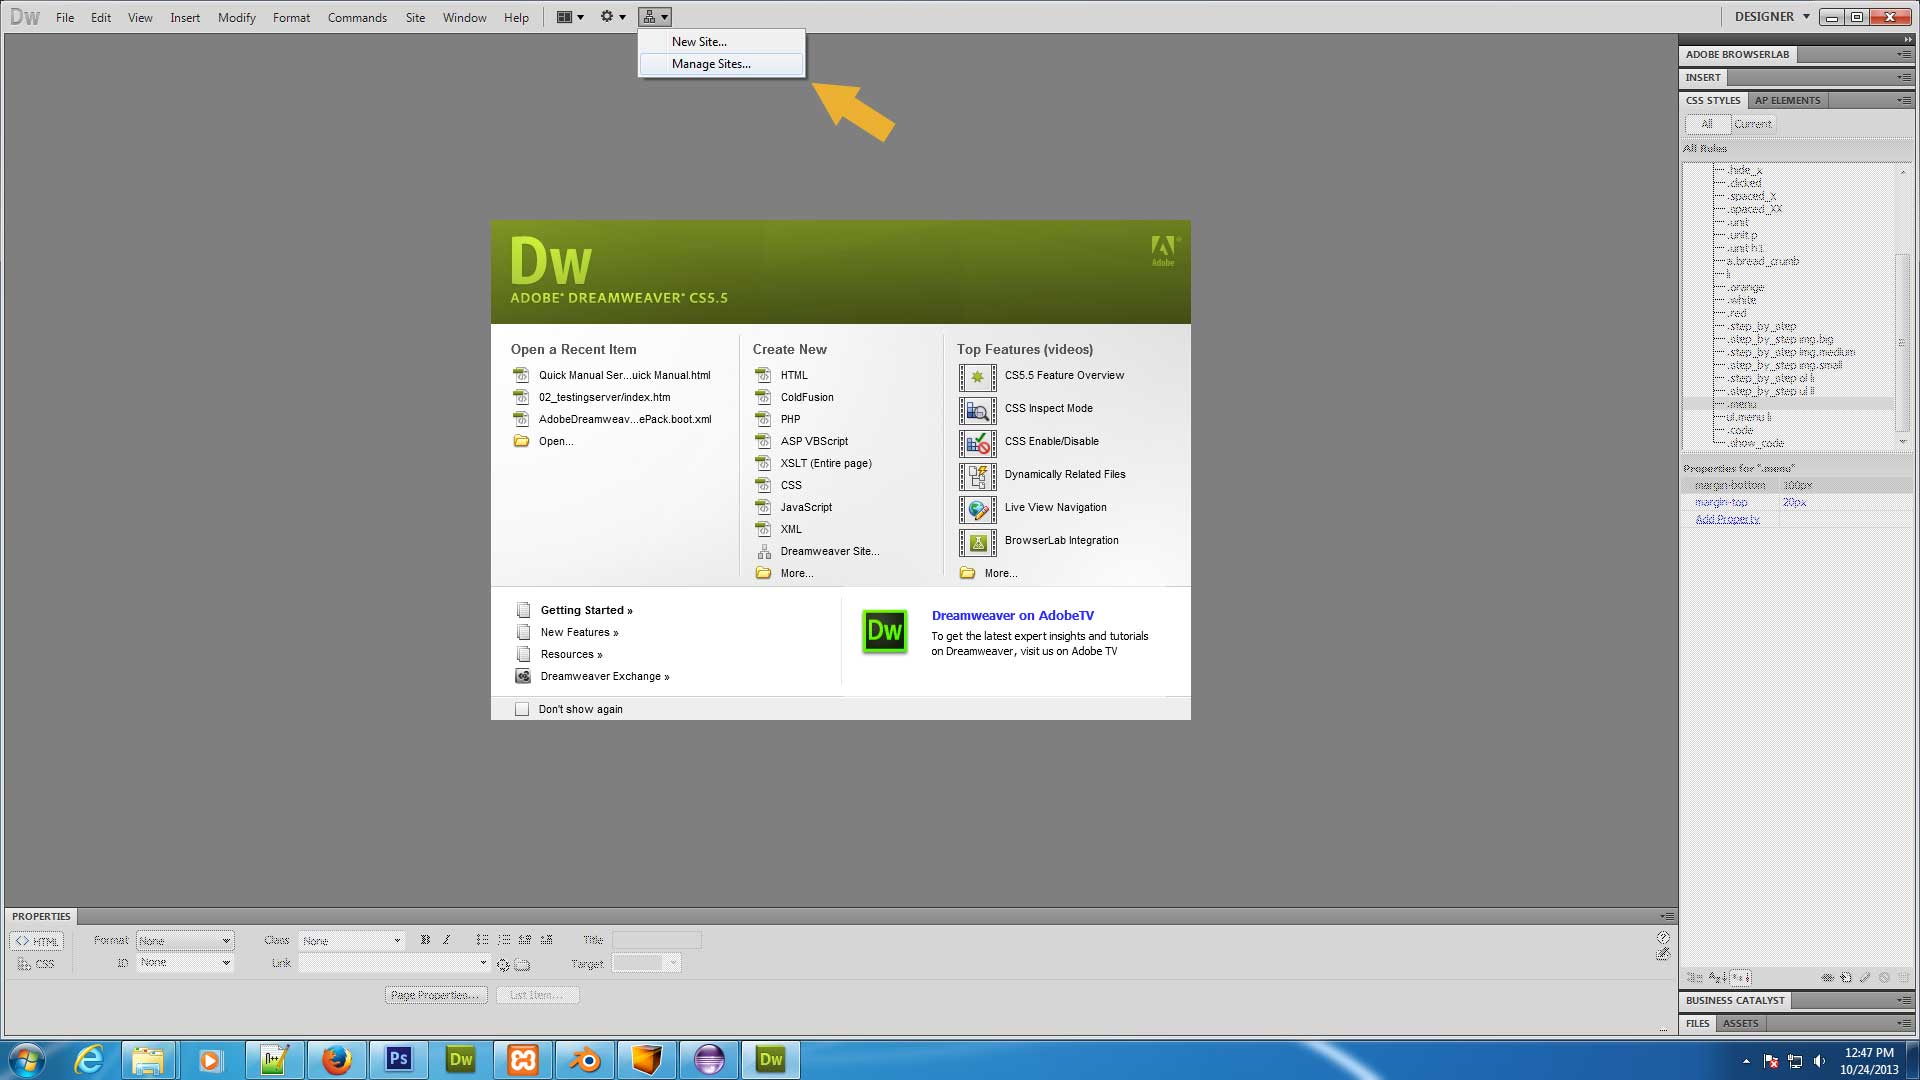 Dw File Edit View Insert Modify Format Commands Site Window Help DESIGNER
New Site...
Manage Sites...
Dw
ADOBE® DREAMWEAVER® CS5.5
Adobe
Open a Recent Item
Quick Manual Ser...uick Manual.html
02_testingserver/index.htm
AdobeDreamweav...ePack.boot.xml
Open...
Create New
HTML
ColdFusion
PHP
ASP VBScript
XSLT (Entire page)
CSS
JavaScript
XML
Dreamweaver Site...
More...
Top Features (videos)
CS5.5 Feature Overview
CSS Inspect Mode
CSS Enable/Disable
Dynamically Related Files
Live View Navigation
BrowserLab Integration
More...
Getting Started »
New Features »
Resources »
Dreamweaver Exchange »
Dw
Dreamweaver on AdobeTV
To get the latest expert insights and tutorials
on Dreamweaver, visit us on Adobe TV
Don't show again
ADOBE BROWSERLAB
INSERT
CSS STYLES AP ELEMENTS
All Current
All Rules
.hide_x
.clicked
.spaced_X
.spaced_XX
.unit
.unit p
.unit h1
a.bread_crumb
li
.orange
.white
.red
.step_by_step
.step_by_step img.big
.step_by_step img.medium
.step_by_step img.small
.step_by_step ol li
.step_by_step ul li
.menu
ul.menu li
.code
.show_code
Properties for ".menu"
margin-bottom 100px
margin-top 20px
Add Property
BUSINESS CATALYST
FILES ASSETS
PROPERTIES
HTML Format None Class None B I Title
CSS ID None Link Target
Page Properties... List Item...
Ps Dw Dw
12:47 PM
10/24/2013